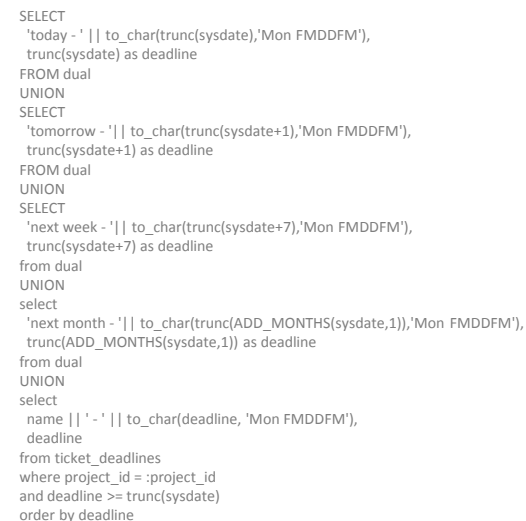 SELECT
'today - ' || to_char(trunc(sysdate),'Mon FMDDFM'),
trunc(sysdate) as deadline
FROM dual
UNION
SELECT
'tomorrow - '|| to_char(trunc(sysdate+1),'Mon FMDDFM'),
trunc(sysdate+1) as deadline
FROM dual
UNION
SELECT
'next week - '|| to_char(trunc(sysdate+7),'Mon FMDDFM'),
trunc(sysdate+7) as deadline
from dual
UNION
select
'next month - '|| to_char(trunc(ADD_MONTHS(sysdate,1)),'Mon FMDDFM'),
trunc(ADD_MONTHS(sysdate,1)) as deadline
from dual
UNION
select
name || ' - ' || to_char(deadline, 'Mon FMDDFM'),
deadline
from ticket_deadlines
where project_id = :project_id
and deadline >= trunc(sysdate)
order by deadline